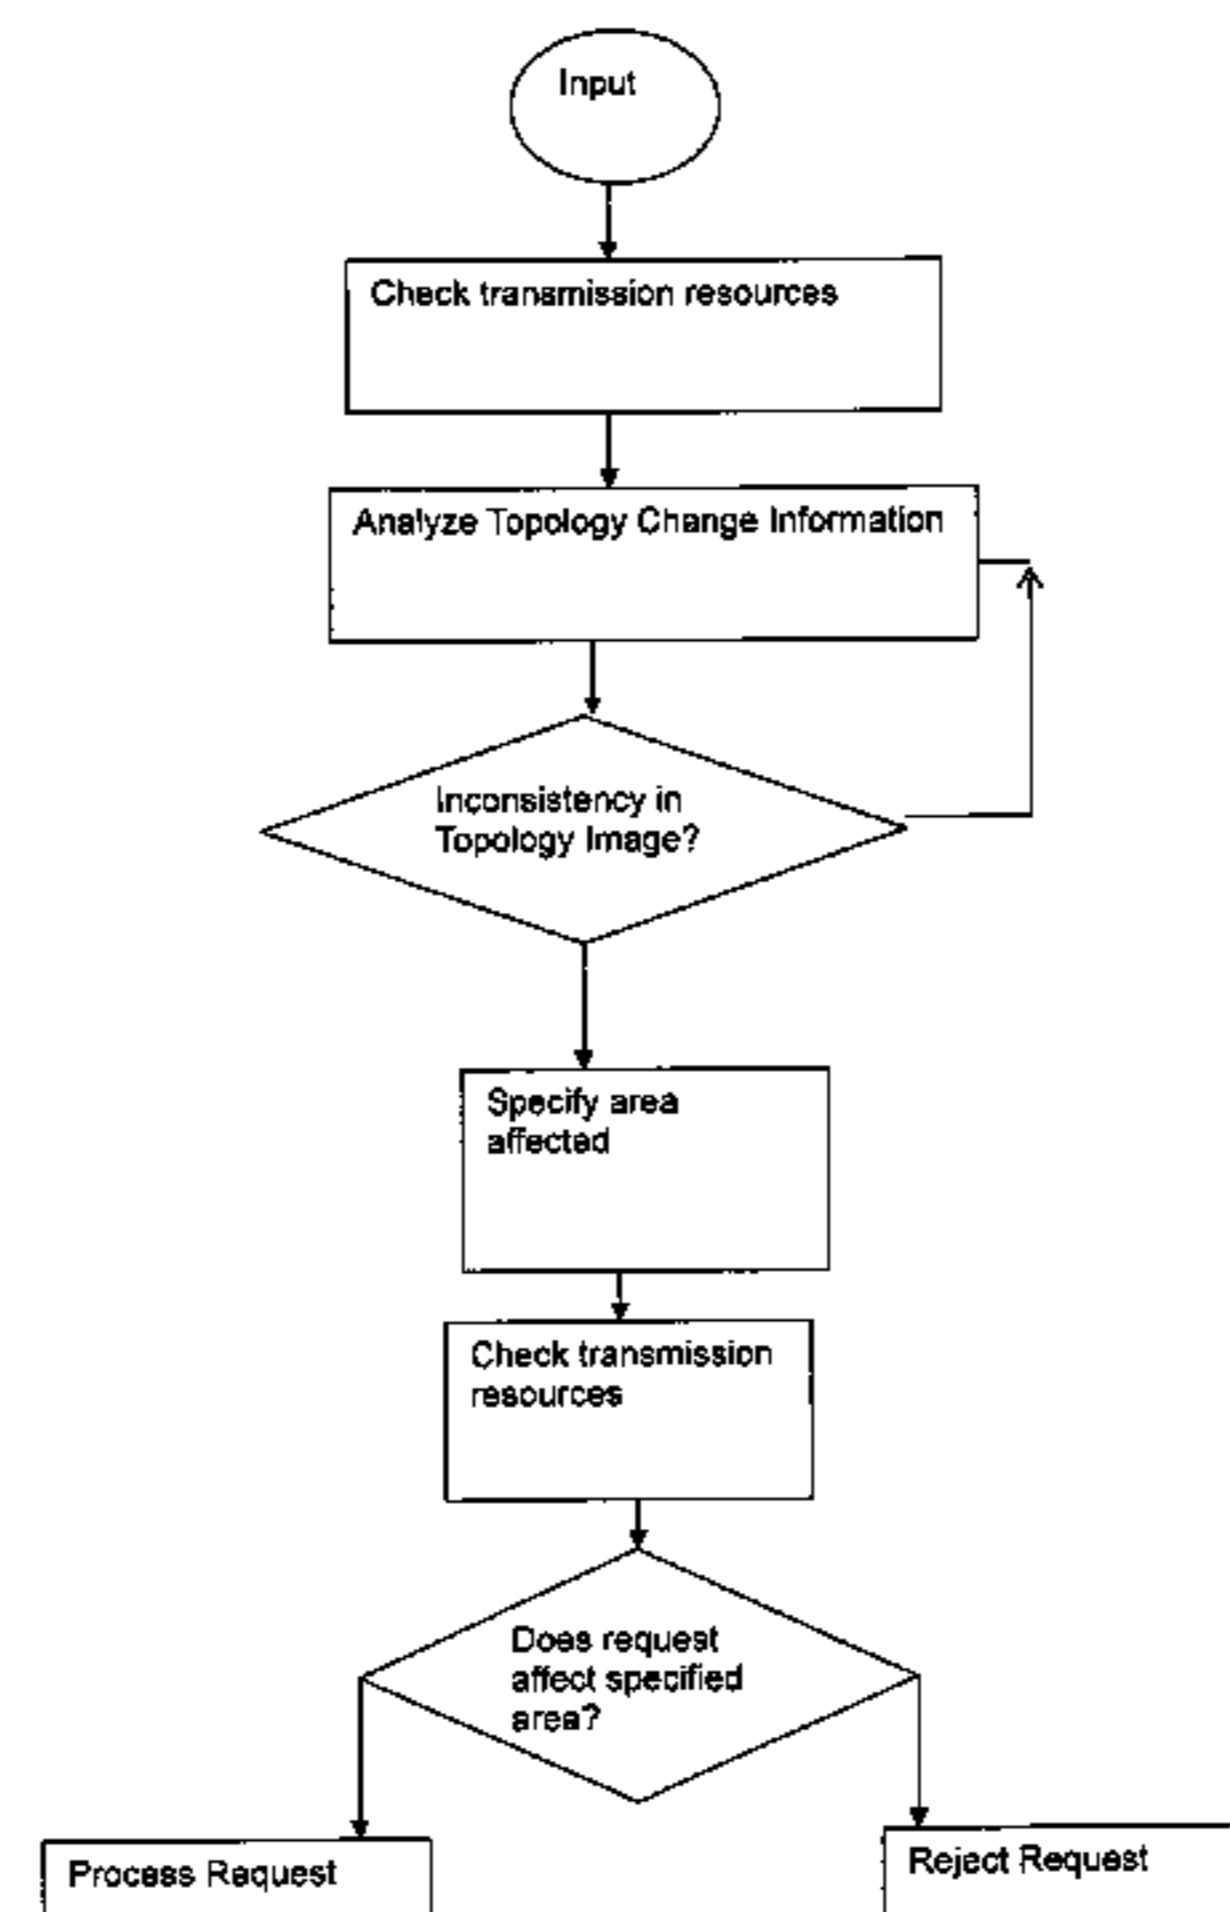 Input
Check transmission resources
Analyze Topology Change Information
Inconsistency in
Topology Image?
Specify area
affected
Check transmission
resources
Does request
affect specified
area?
Process Request
Reject Request